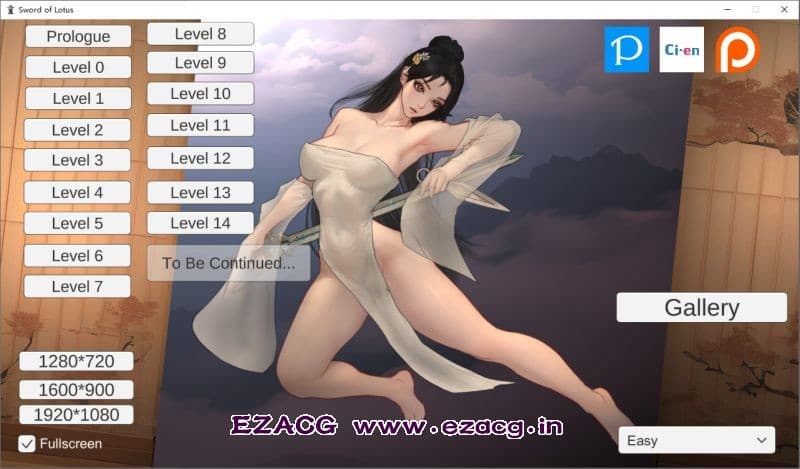 Sword of Lotus
Prologue
Level 0
Level 1
Level 2
Level 3
Level 4
Level 5
Level 6
Level 7
Level 8
Level 9
Level 10
Level 11
Level 12
Level 13
Level 14
To Be Continued...
P
Ci-en
Gallery
1280*720
1600*900
1920*1080
Fullscreen
Easy
EZACG www.ezacg.in